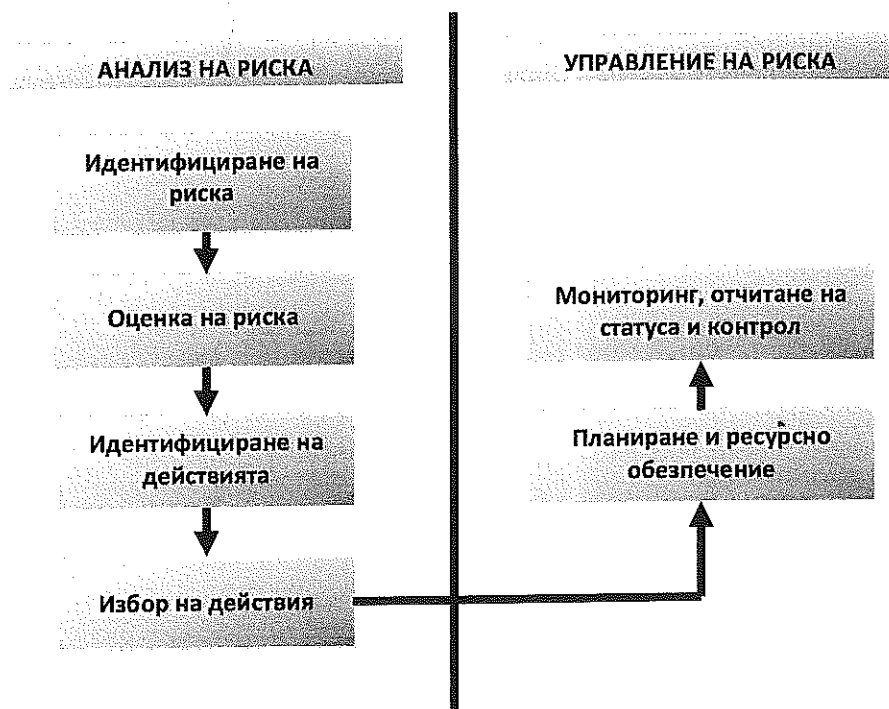 АНАЛИЗ НА РИСКА
УПРАВЛЕНИЕ НА РИСКА
Идентифициране на
риска
Оценка на риска
Идентифициране на
действията
Избор на действия
Мониторинг, отчитане на
статуса и контрол
Планиране и ресурсно
обезпечение